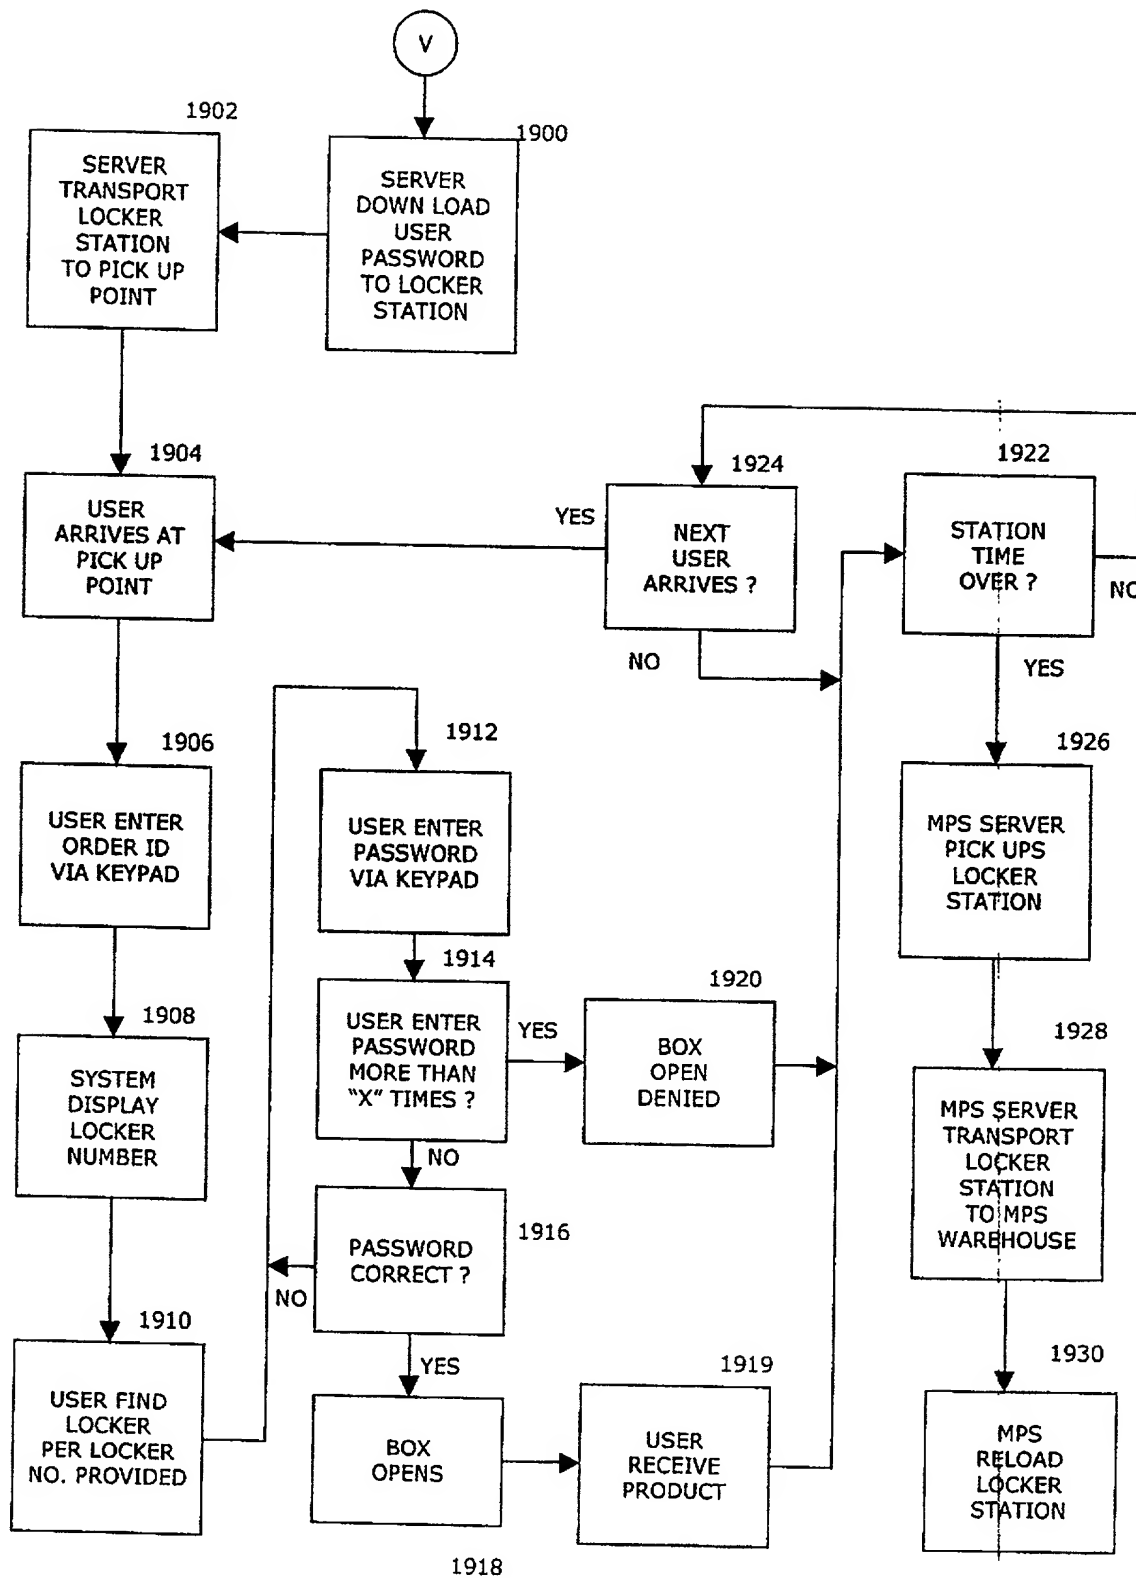 V
1902
SERVER
TRANSPORT
LOCKER
STATION
TO PICK UP
POINT
1900
SERVER
DOWN LOAD
USER
PASSWORD
TO LOCKER
STATION
1904
USER
ARRIVES AT
PICK UP
POINT
YES
1924
NEXT
USER
ARRIVES ?
NO
1922
STATION
TIME
OVER ?
NO
YES
1906
USER ENTER
ORDER ID
VIA KEYPAD
1912
USER ENTER
PASSWORD
VIA KEYPAD
1926
MPS SERVER
PICK UPS
LOCKER
STATION
1908
SYSTEM
DISPLAY
LOCKER
NUMBER
1914
USER ENTER
PASSWORD
MORE THAN
“X” TIMES ?
YES
NO
1920
BOX
OPEN
DENIED
1928
MPS SERVER
TRANSPORT
LOCKER
STATION
TO MPS
WAREHOUSE
1916
PASSWORD
CORRECT ?
NO
YES
1910
USER FIND
LOCKER
PER LOCKER
NO. PROVIDED
BOX
OPENS
1918
1919
USER
RECEIVE
PRODUCT
1930
MPS
RELOAD
LOCKER
STATION